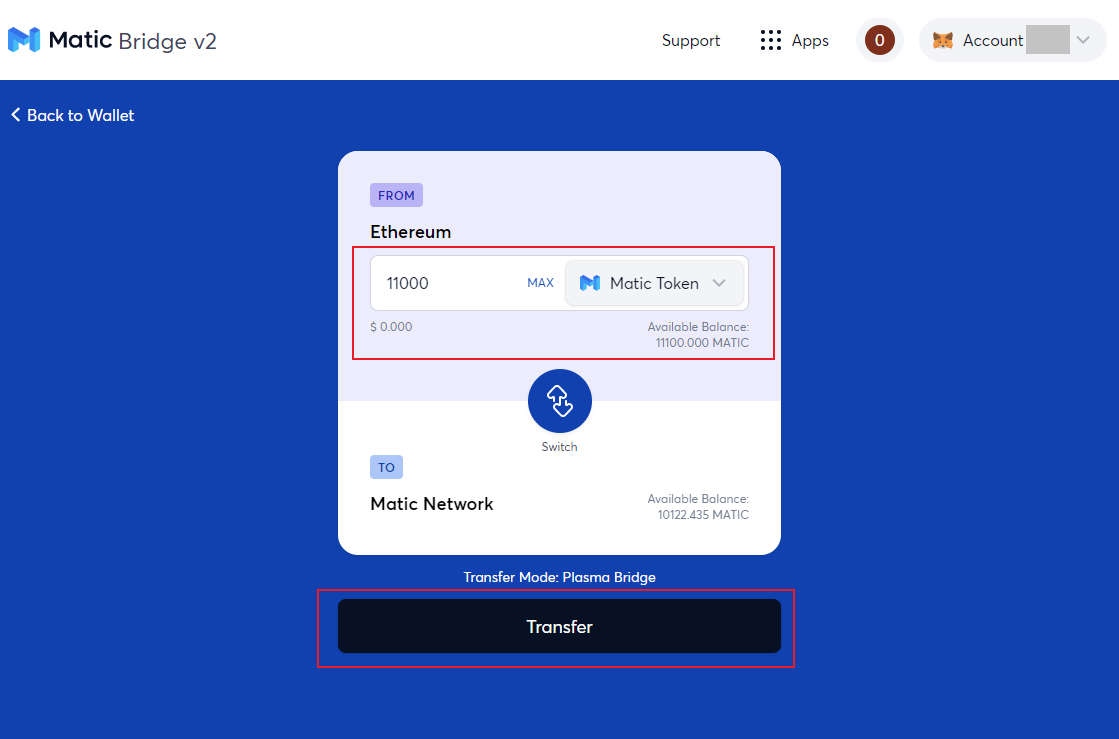 Matic Bridge v2
Support
Apps
0
Account
Back to Wallet
FROM
Ethereum
11000
MAX
Matic Token
$ 0.000
Available Balance:
11100.000 MATIC
Switch
TO
Matic Network
Available Balance:
10122.435 MATIC
Transfer Mode: Plasma Bridge
Transfer